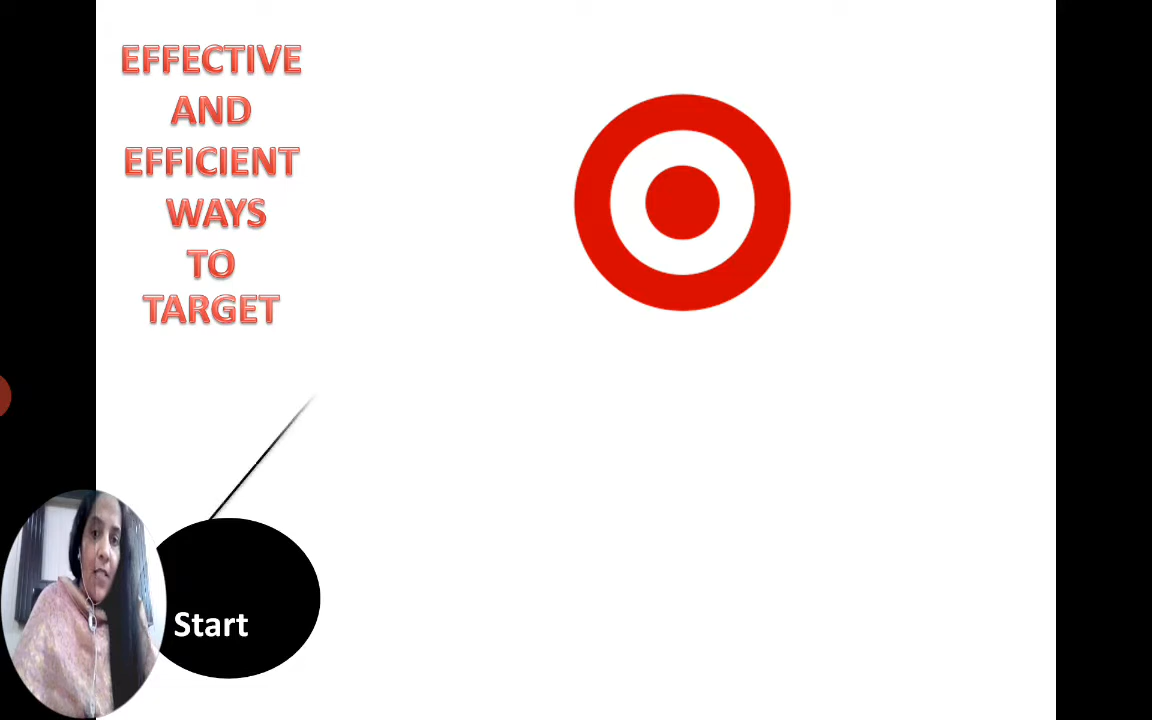 EFFECTIVE
AND
EFFICIENT
WAYS
TO
TARGET
Start